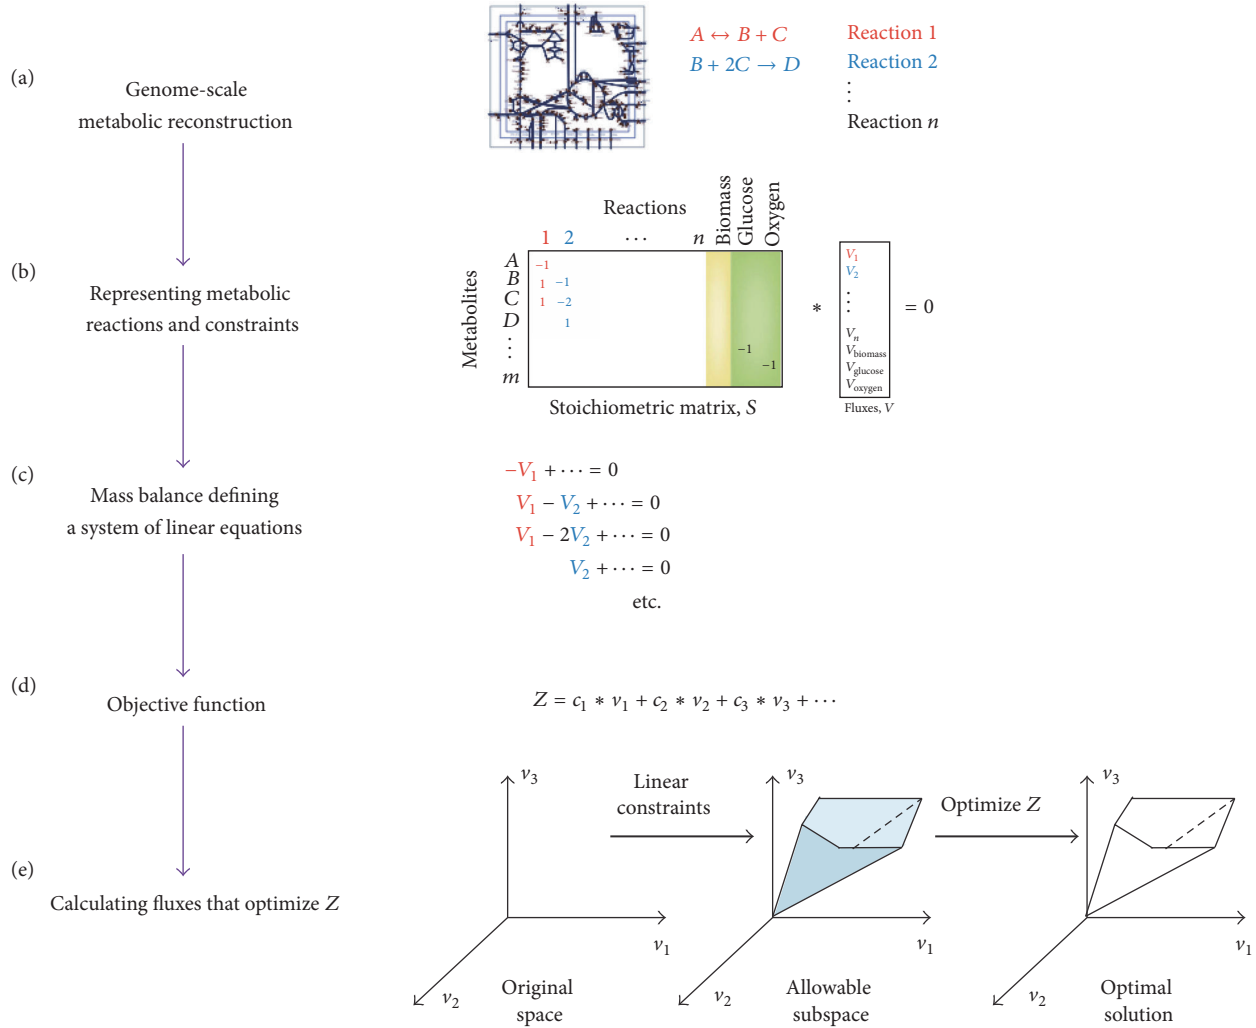 (a)
Genome-scale
metabolic reconstruction
A ↔ B + C
B + 2C → D
Reaction 1
Reaction 2
⋮
Reaction n
(b)
Representing metabolic
reactions and constraints
Reactions
1 2 ⋯ n Biomass Glucose Oxygen
Metabolites
A −1
B 1 −1
C 1 −2
D 1
⋮ −1
−1
m
Stoichiometric matrix, S
∗
V₁
V₂
⋮
Vₙ
V_biomass
V_glucose
V_oxygen
Fluxes, V
= 0
(c)
Mass balance defining
a system of linear equations
−V₁ + ⋯ = 0
V₁ − V₂ + ⋯ = 0
V₁ − 2V₂ + ⋯ = 0
V₂ + ⋯ = 0
etc.
(d)
Objective function
Z = c₁ ∗ v₁ + c₂ ∗ v₂ + c₃ ∗ v₃ + ⋯
(e)
Calculating fluxes that optimize Z
v₃
v₁
v₂
Original
space
Linear
constraints
v₃
v₁
v₂
Allowable
subspace
Optimize Z
v₃
v₁
v₂
Optimal
solution